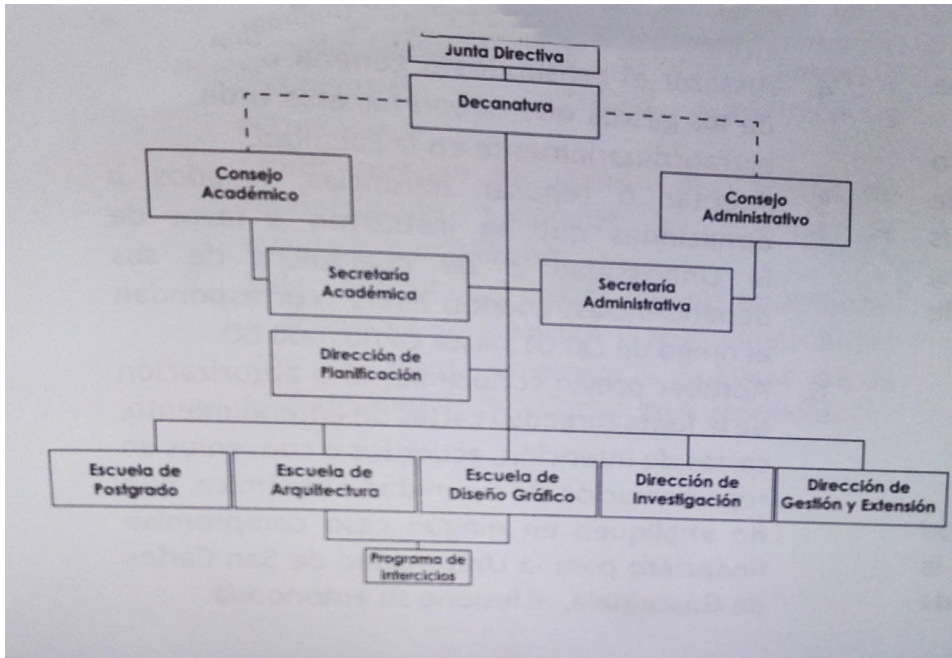 Junta Directiva
Decanatura
Consejo
Académico
Consejo
Administrativo
Secretaría
Académica
Secretaría
Administrativa
Dirección de
Planificación
Escuela de
Postgrado
Escuela de
Arquitectura
Escuela de
Diseño Gráfico
Dirección de
Investigación
Dirección de
Gestión y Extensión
Programa de
Interciclos